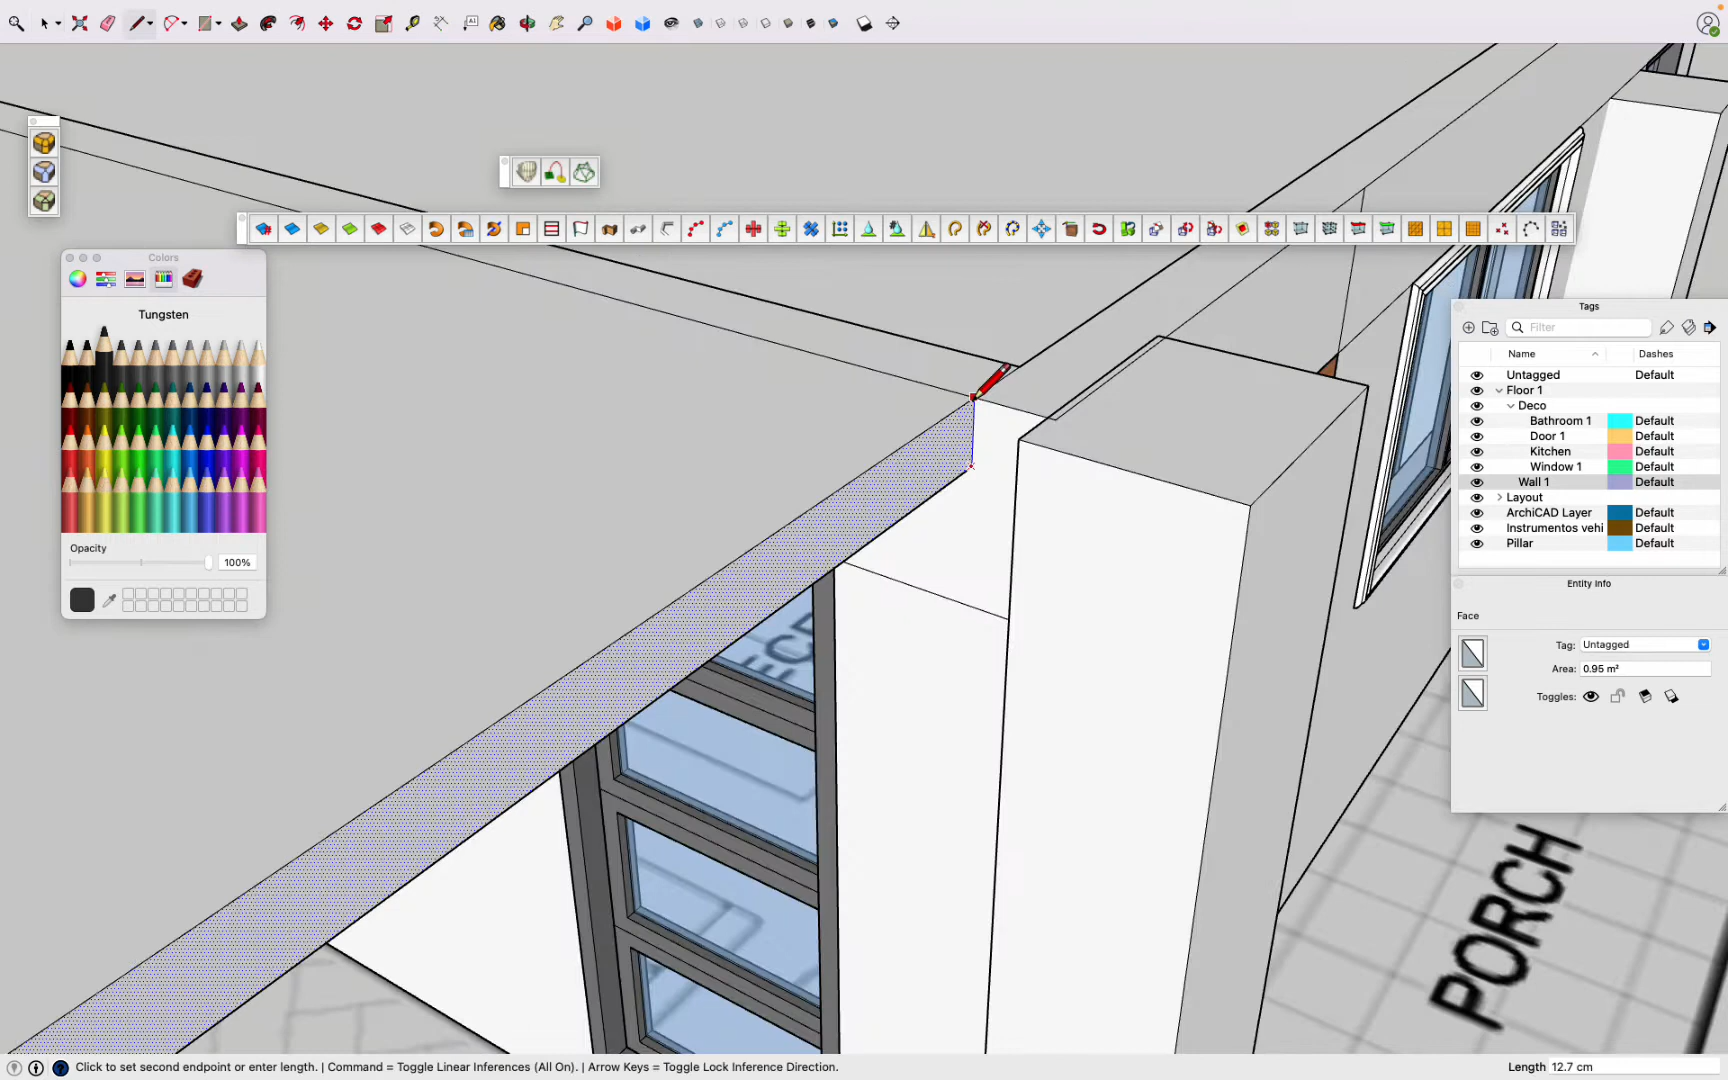 A1
Colors
Tungsten
Opacity
100%
Tags
Filter
Name
Dashes
Untagged
Default
Floor 1
Deco
Bathroom 1
Default
Door 1
Default
Kitchen
Default
Window 1
Default
Wall 1
Default
Layout
ArchiCAD Layer
Default
Instrumentos vehi
Default
Pillar
Default
Entity Info
Face
Tag:
Untagged
Area:
0.95 m²
Toggles:
PORCH
Click to set second endpoint or enter length. | Command = Toggle Linear Inferences (All On). | Arrow Keys = Toggle Lock Inference Direction.
Length
12.7 cm